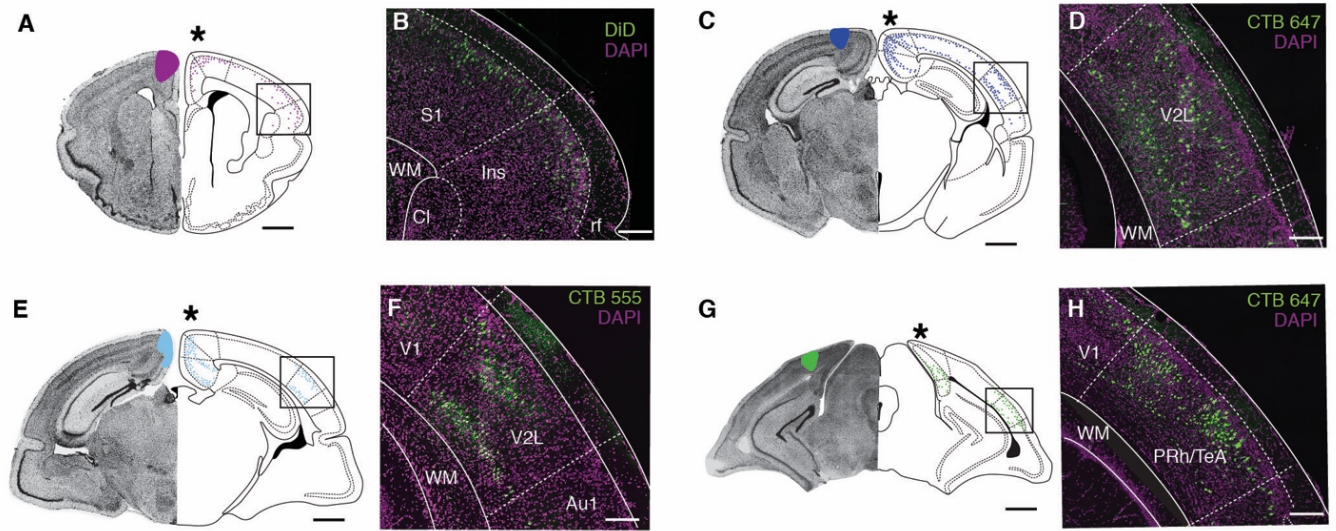 A
*
B
DiD
DAPI
S1
WM
Ins
Cl
rf
C
*
D
CTB 647
DAPI
V2L
WM
E
*
F
CTB 555
DAPI
V1
V2L
WM
Au1
G
*
H
CTB 647
DAPI
V1
WM
PRh/TeA